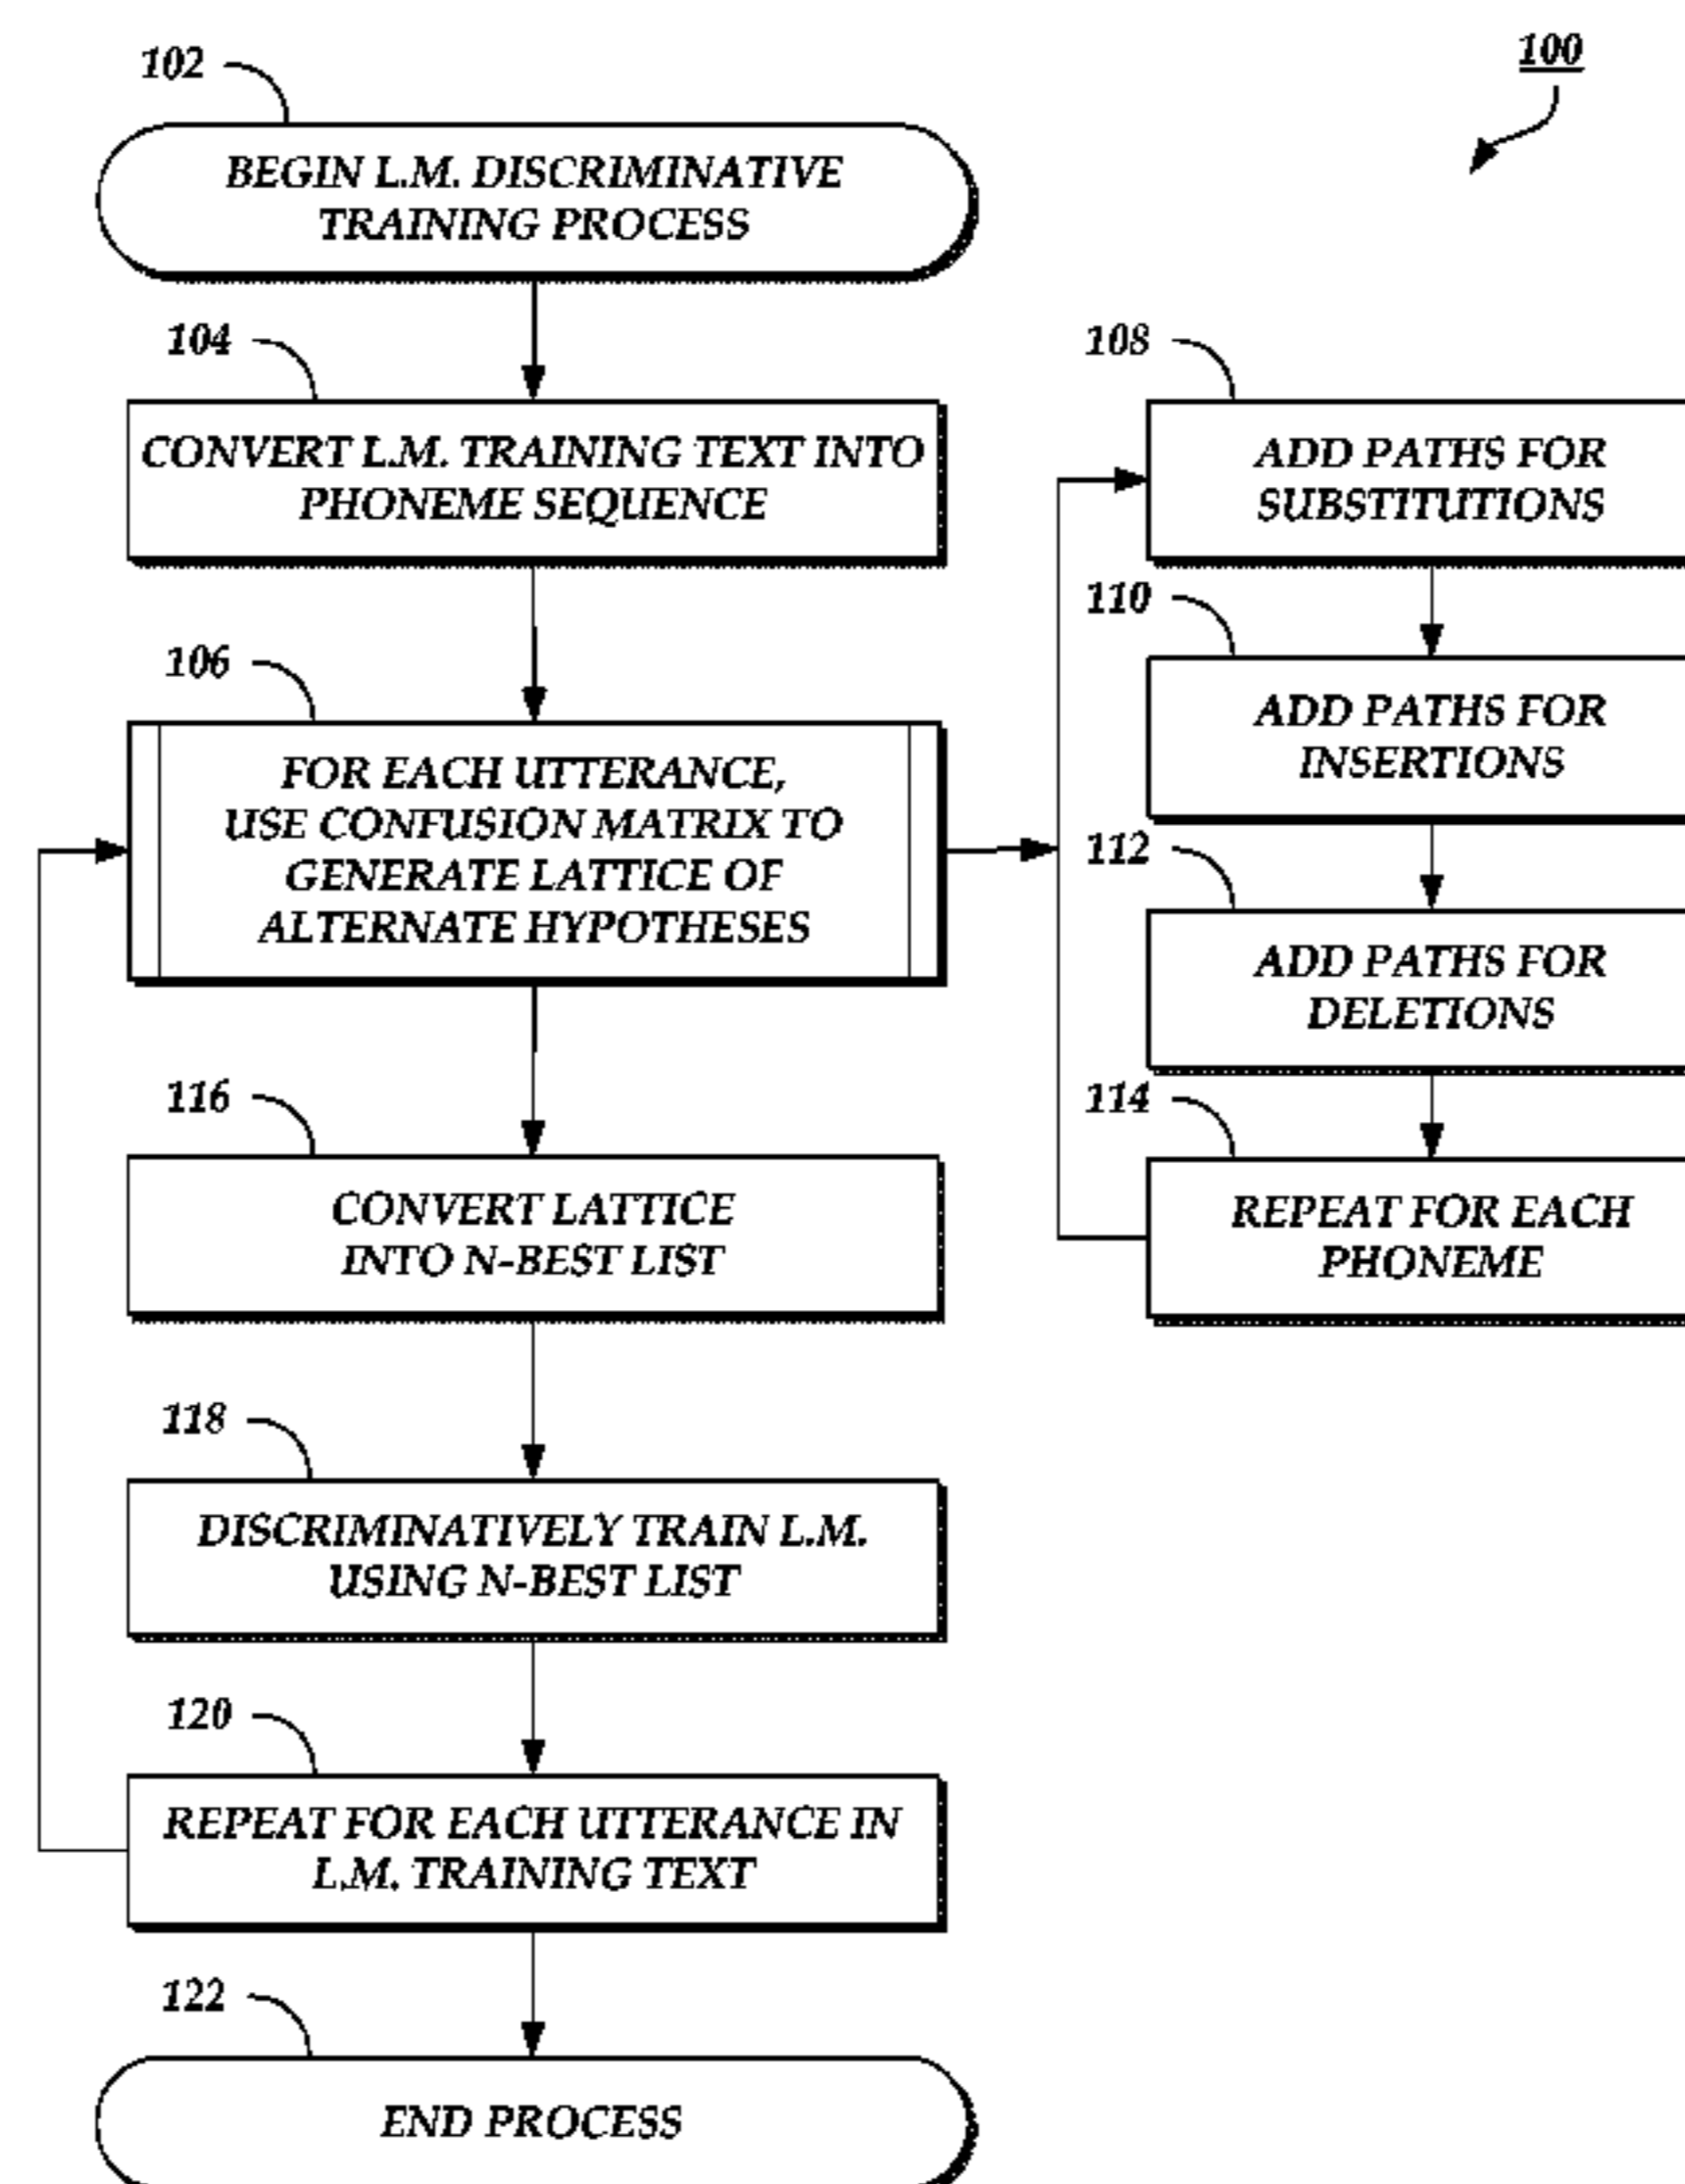 100
102
BEGIN L.M. DISCRIMINATIVE
TRAINING PROCESS
104
CONVERT L.M. TRAINING TEXT INTO
PHONEME SEQUENCE
106
FOR EACH UTTERANCE,
USE CONFUSION MATRIX TO
GENERATE LATTICE OF
ALTERNATE HYPOTHESES
108
ADD PATHS FOR
SUBSTITUTIONS
110
ADD PATHS FOR
INSERTIONS
112
ADD PATHS FOR
DELETIONS
114
REPEAT FOR EACH
PHONEME
116
CONVERT LATTICE
INTO N-BEST LIST
118
DISCRIMINATIVELY TRAIN L.M.
USING N-BEST LIST
120
REPEAT FOR EACH UTTERANCE IN
L.M. TRAINING TEXT
122
END PROCESS